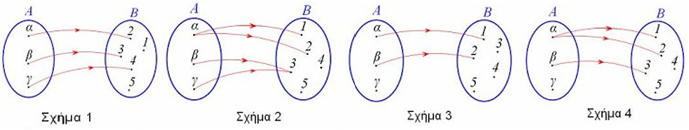 A B A B A B A B
α 2 α 1 α 1 α 1
1 3 2
β 3 β 2 β 2 β
4 4 3 4
γ 5 γ 3 γ 4 γ 5
5 5
Σχήμα 1 Σχήμα 2 Σχήμα 3 Σχήμα 4